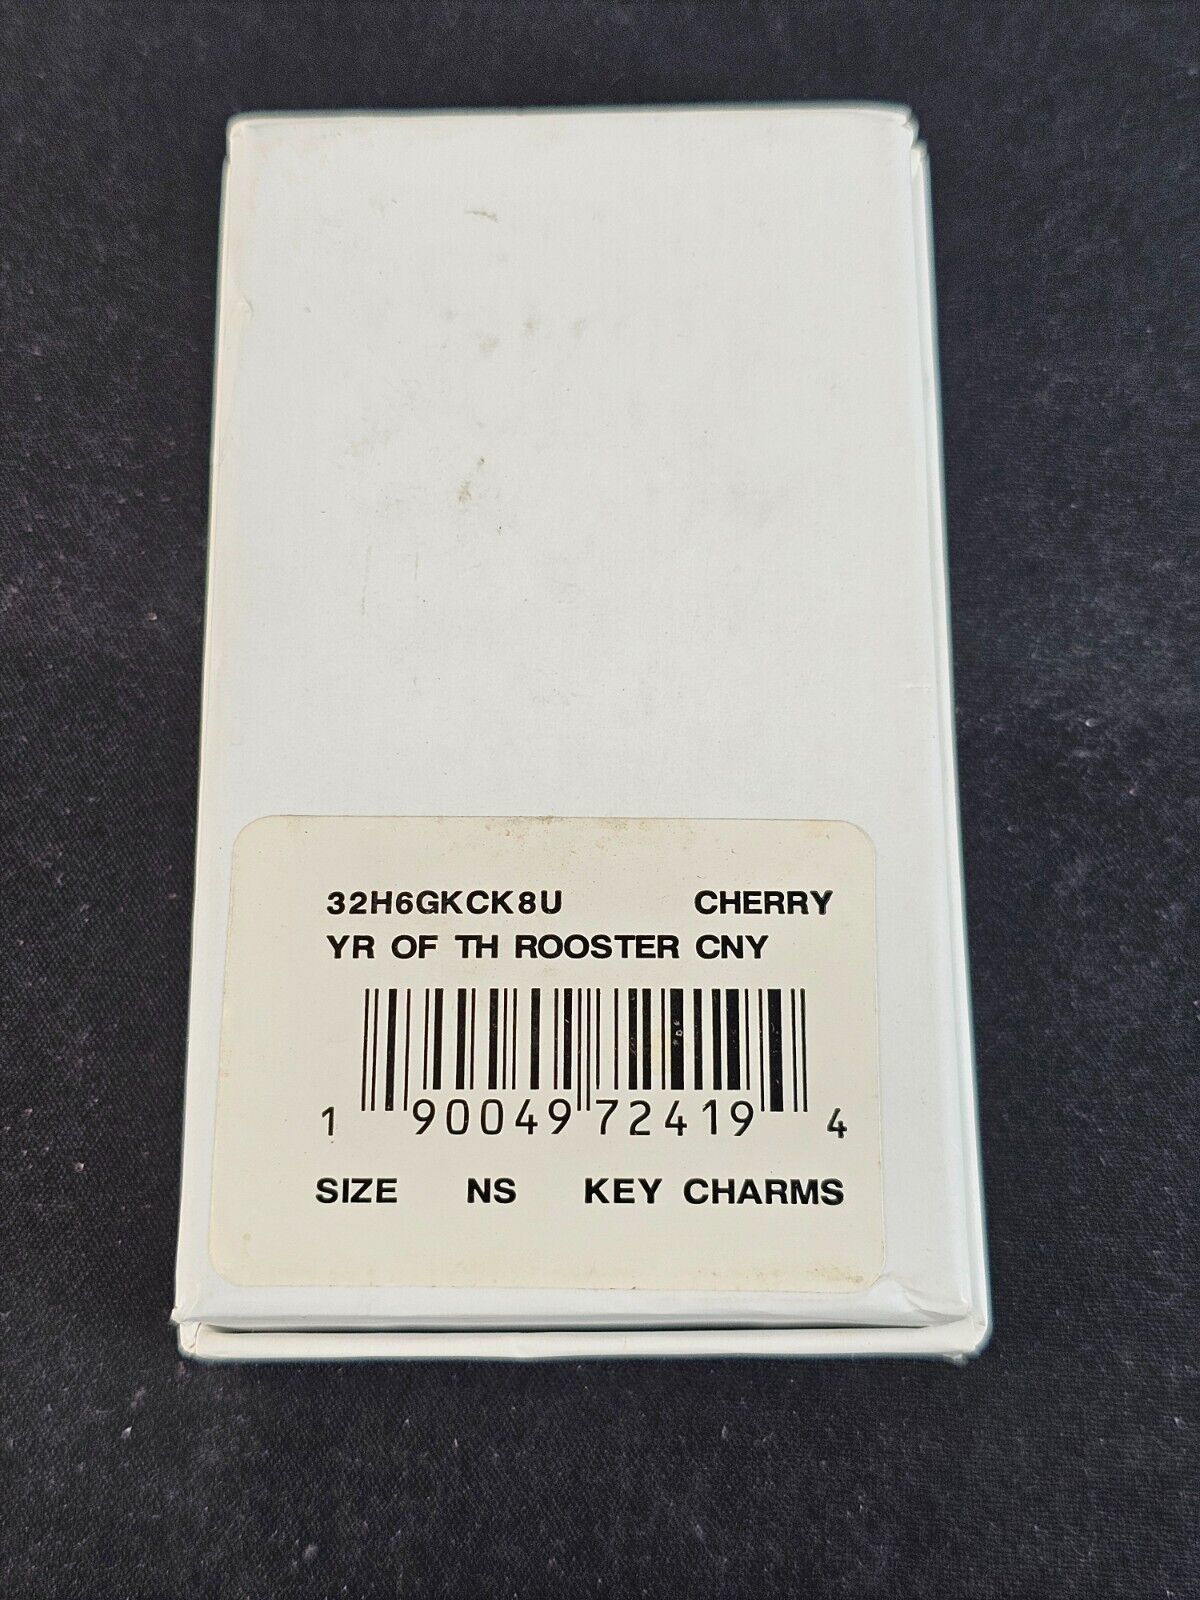 32H6GKCK8U CHERRY
YR OF TH ROOSTER CNY
1 90049 72419 4
SIZE NS KEY CHARMS